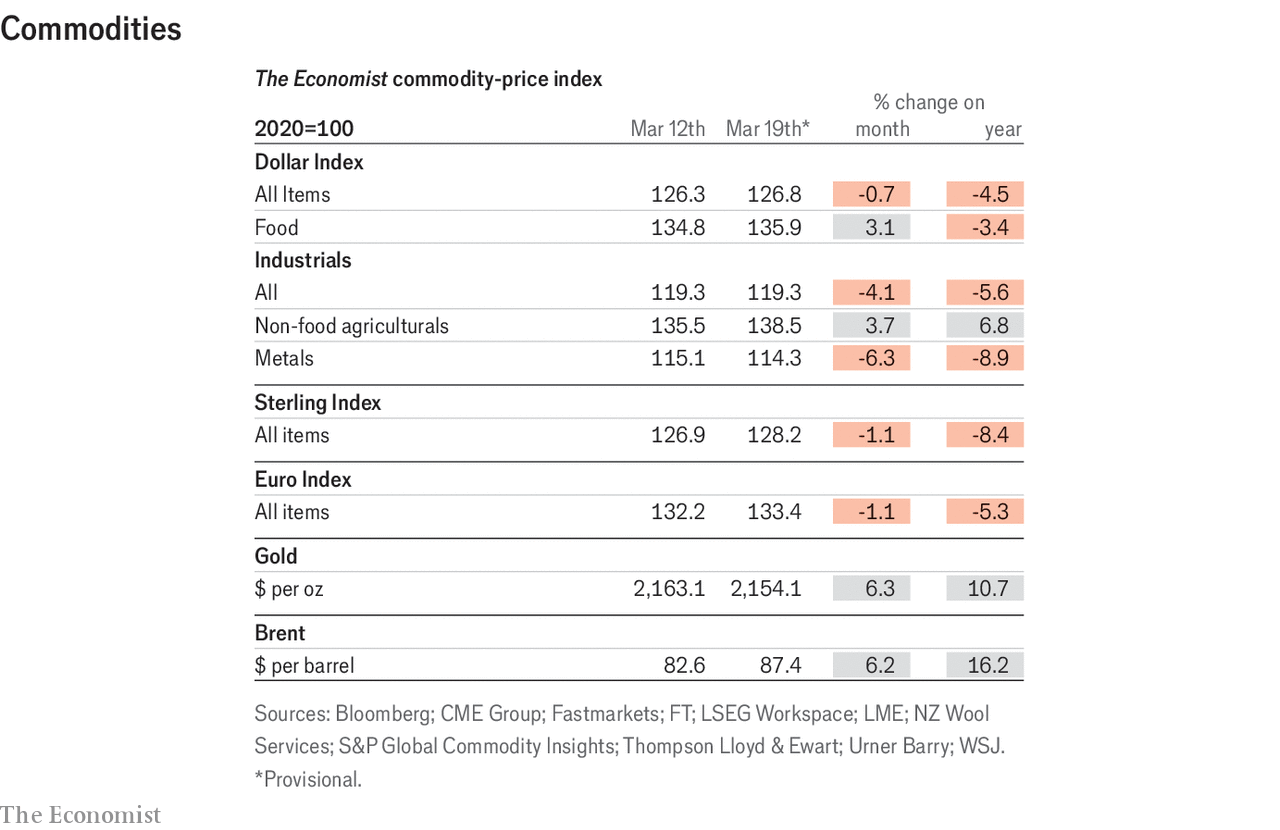 Commodities
The Economist commodity-price index
% change on
2020=100 Mar 12th Mar 19th* month year
Dollar Index
All Items 126.3 126.8 -0.7 -4.5
Food 134.8 135.9 3.1 -3.4
Industrials
All 119.3 119.3 -4.1 -5.6
Non-food agriculturals 135.5 138.5 3.7 6.8
Metals 115.1 114.3 -6.3 -8.9
Sterling Index
All items 126.9 128.2 -1.1 -8.4
Euro Index
All items 132.2 133.4 -1.1 -5.3
Gold
$ per oz 2,163.1 2,154.1 6.3 10.7
Brent
$ per barrel 82.6 87.4 6.2 16.2
Sources: Bloomberg; CME Group; Fastmarkets; FT; LSEG Workspace; LME; NZ Wool
Services; S&P Global Commodity Insights; Thompson Lloyd & Ewart; Urner Barry; WSJ.
*Provisional.
The Economist